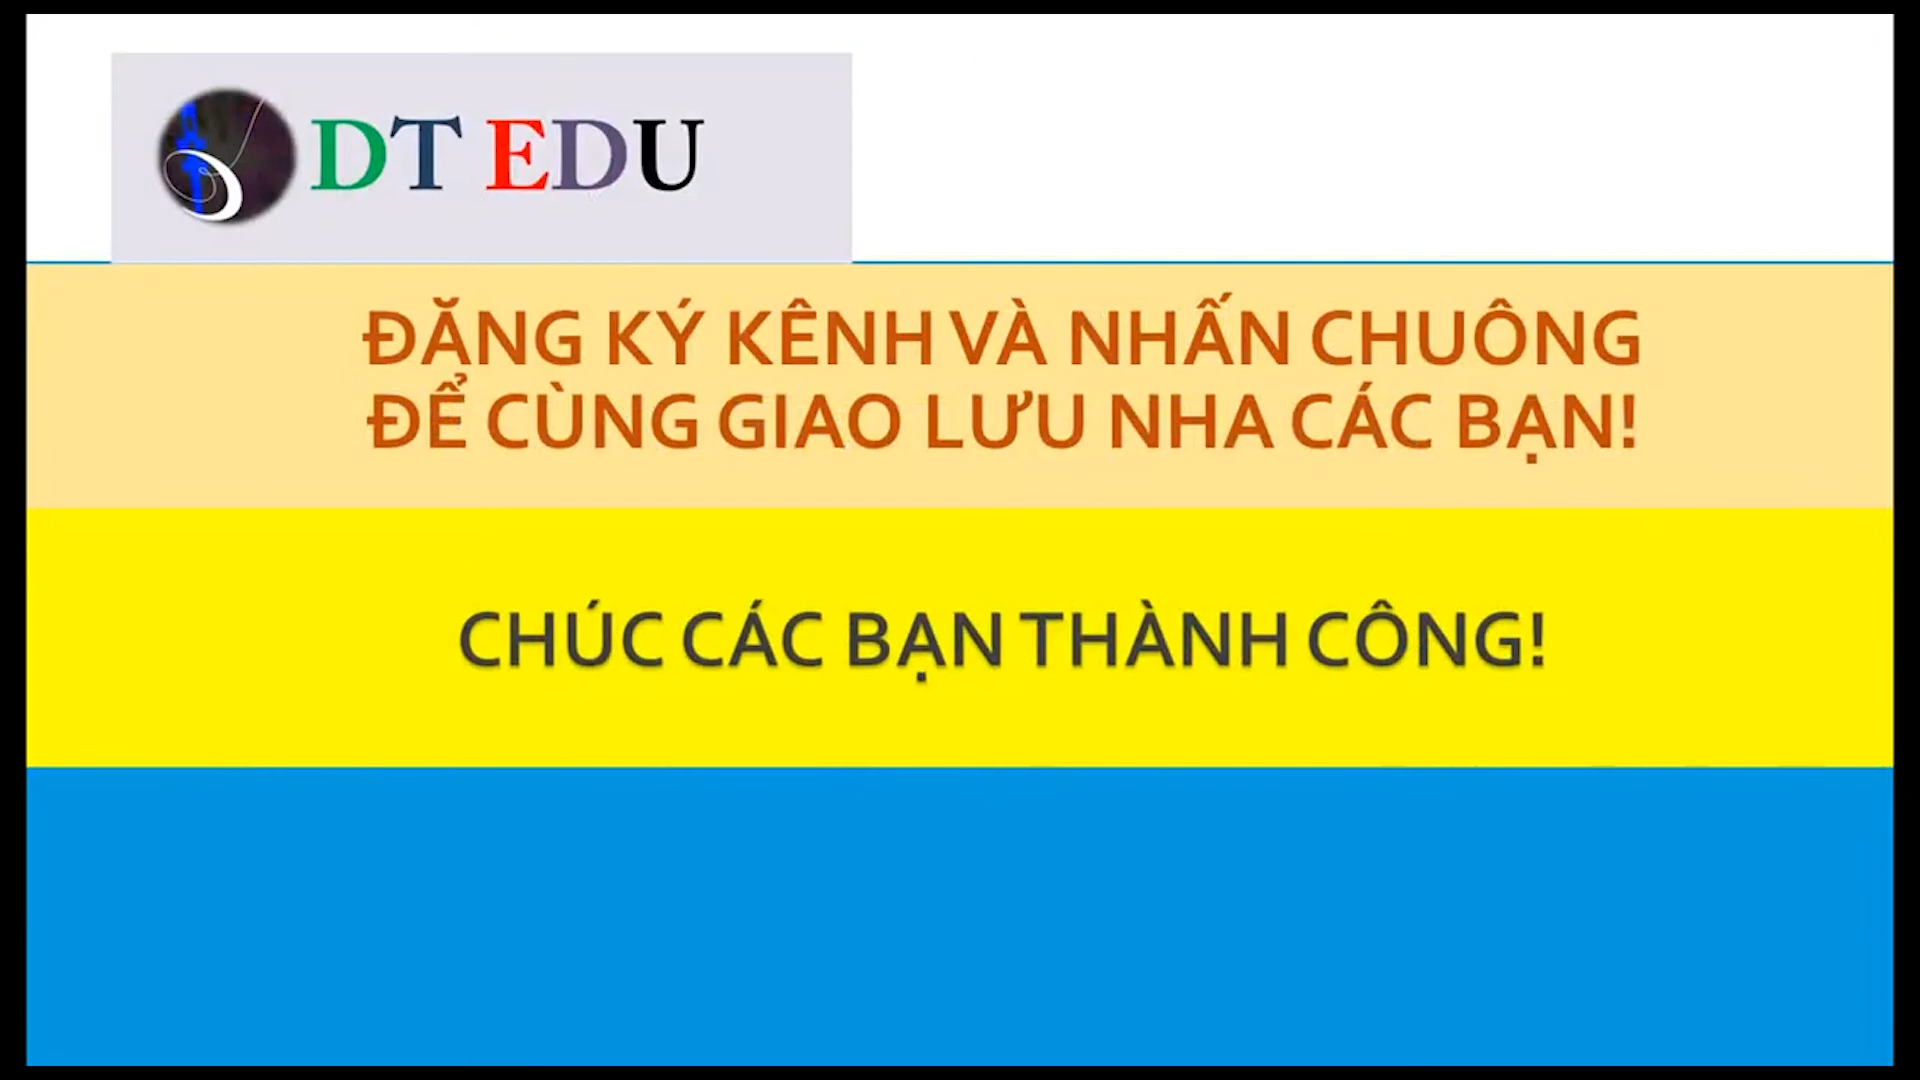 DT EDU
ĐĂNG KÝ KÊNH VÀ NHẤN CHUÔNG
ĐỂ CÙNG GIAO LƯU NHA CÁC BẠN!
CHÚC CÁC BẠN THÀNH CÔNG!